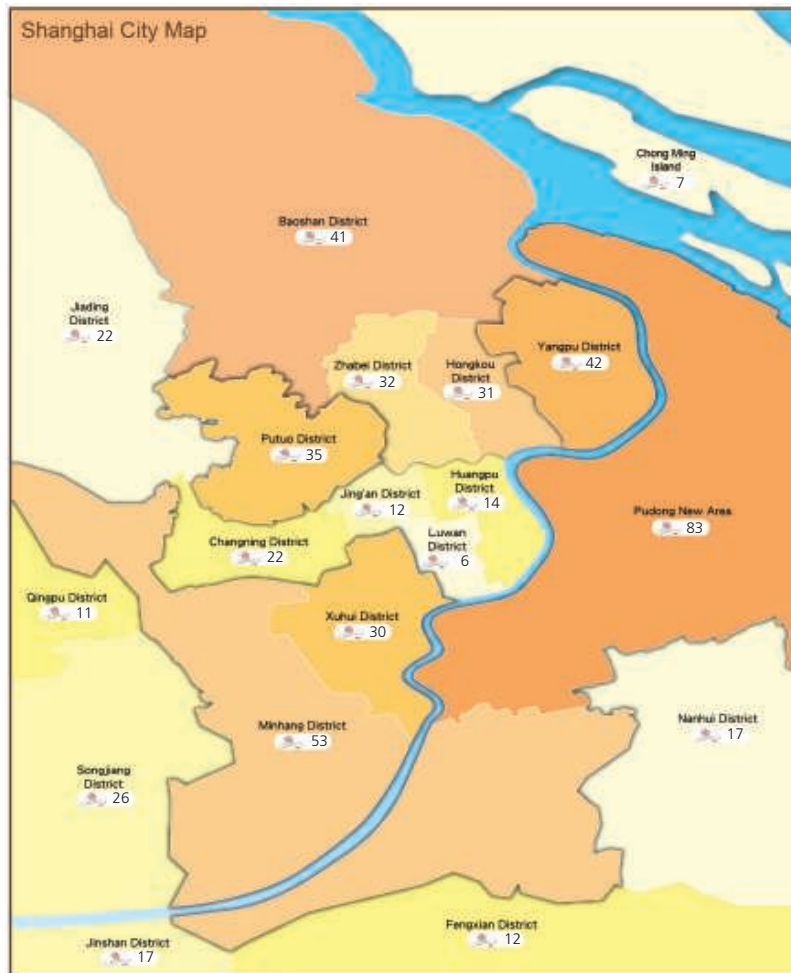 Shanghai City Map
Chong Ming
Island
7
Baoshan District
41
Jiading
District
22
Zhabei District
32
Hongkou
District
31
Yangpu District
42
Putuo District
35
Jing'an District
12
Huangpu
District
14
Pudong New Area
83
Changning District
22
Luwan
District
6
Qingpu District
11
Xuhui District
30
Minhang District
53
Nanhui District
17
Songjiang
District
26
Fengxian District
12
Jinshan District
17